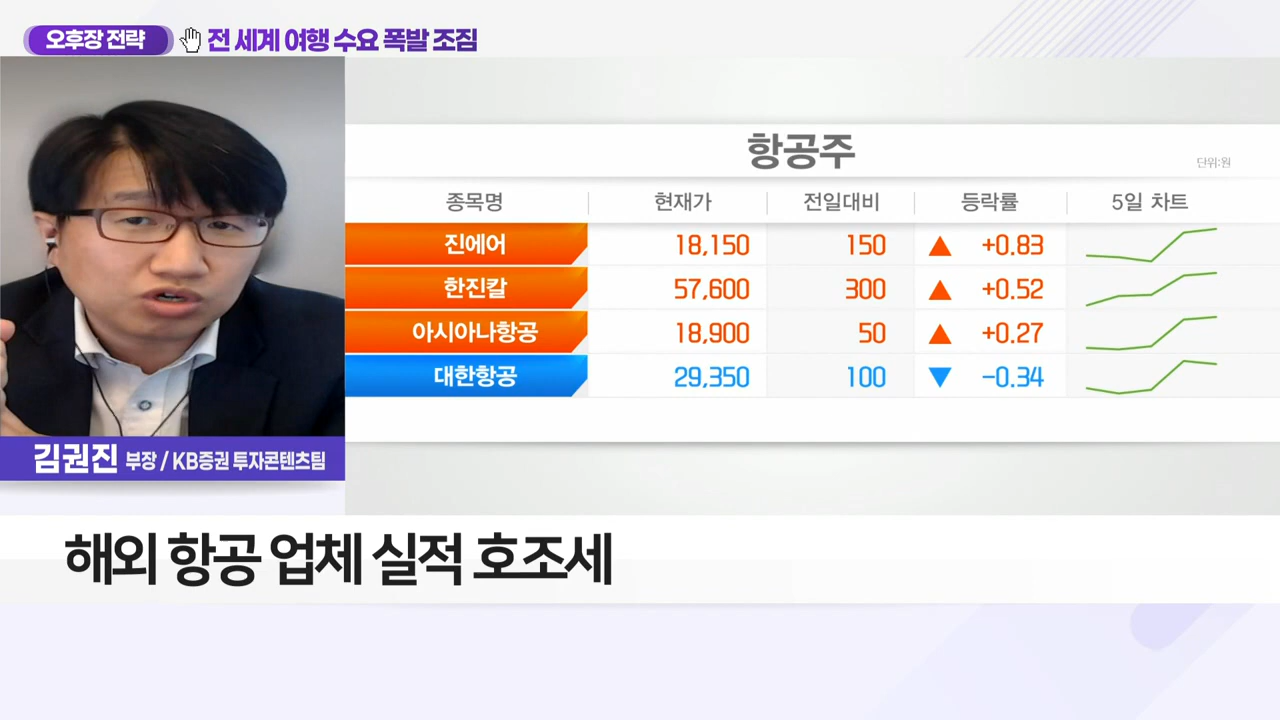 오후장 전략 전 세계 여행 수요 폭발 조짐
항공주
단위:원
종목명 현재가 전일대비 등락률 5일 차트
진에어 18,150 150 ▲ +0.83
한진칼 57,600 300 ▲ +0.52
아시아나항공 18,900 50 ▲ +0.27
대한항공 29,350 100 ▼ -0.34
김권진 부장 / KB증권 투자콘텐츠팀
해외 항공 업체 실적 호조세